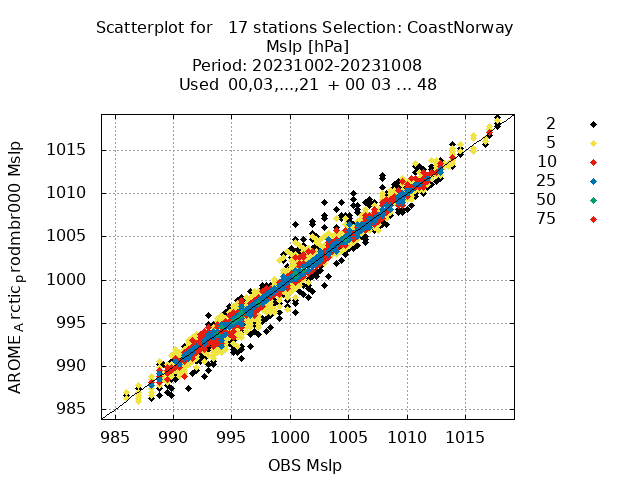 Scatterplot for 17 stations Selection: CoastNorway
Mslp [hPa]
Period: 20231002-20231008
Used 00,03,...,21 + 00 03 ... 48
2
5
10
25
50
75
1015
1010
1005
1000
995
990
985
AROME_Arctic_prodmbr000 Mslp
985 990 995 1000 1005 1010 1015
OBS Mslp